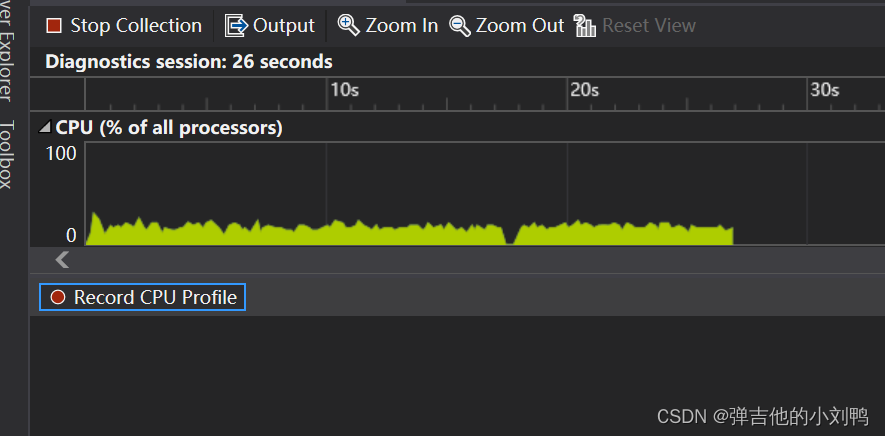 Stop Collection Output Zoom In Zoom Out Reset View
Diagnostics session: 26 seconds
10s 20s 30s
CPU (% of all processors)
100
0
Record CPU Profile
ver Explorer
Toolbox
CSDN @弹吉他的小刘鸭